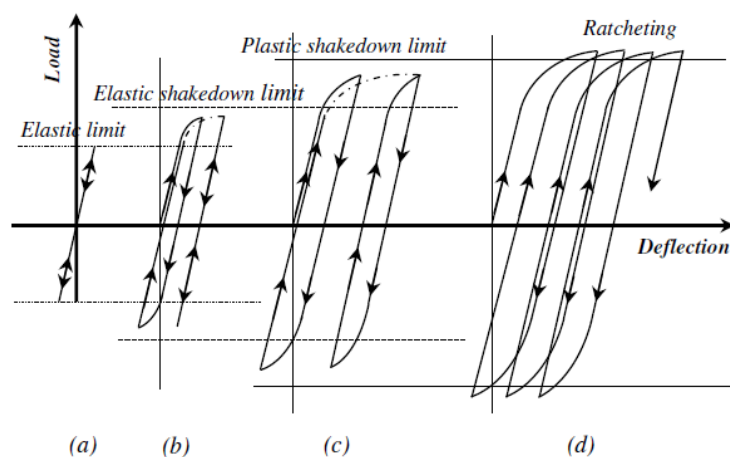 Ratcheting
Plastic shakedown limit
Load
Elastic shakedown limit
Elastic limit
Deflection
(a)
(b)
(c)
(d)